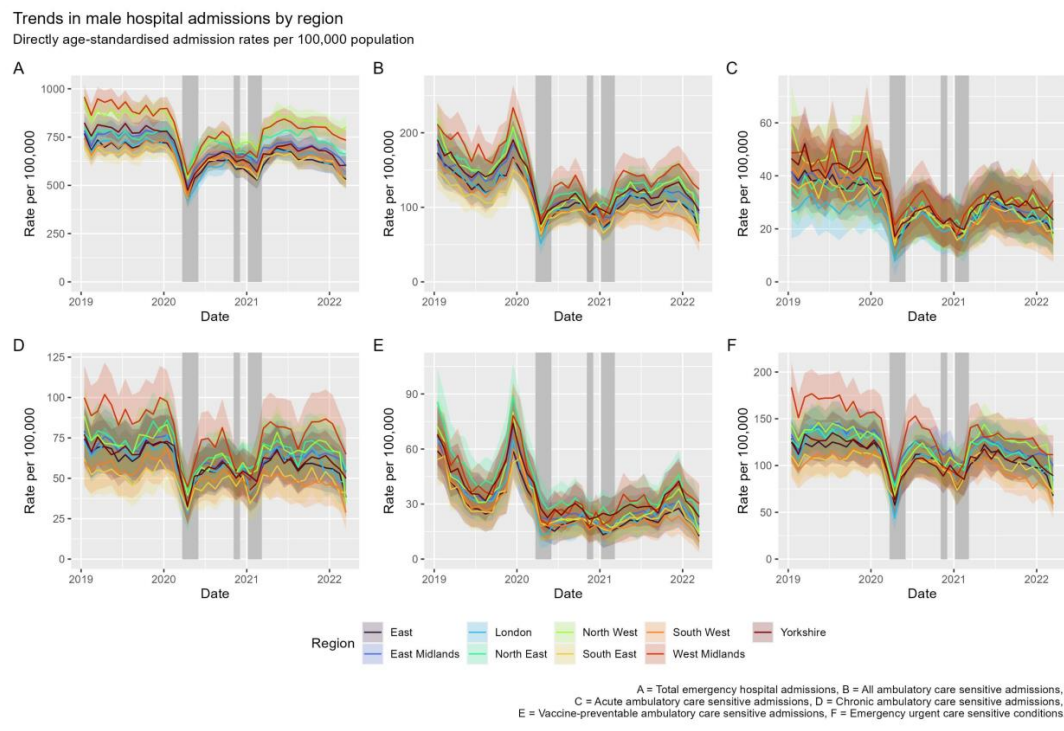 Trends in male hospital admissions by region
Directly age-standardised admission rates per 100,000 population
A
B
C
Rate per 100,000
1000
750
500
250
0
2019 2020 2021 2022
Date
Rate per 100,000
200
100
0
2019 2020 2021 2022
Date
Rate per 100,000
60
40
20
0
2019 2020 2021 2022
Date
D
E
F
Rate per 100,000
125
100
75
50
25
0
2019 2020 2021 2022
Date
Rate per 100,000
90
60
30
0
2019 2020 2021 2022
Date
Rate per 100,000
200
150
100
50
0
2019 2020 2021 2022
Date
Region
East London North West South West Yorkshire
East Midlands North East South East West Midlands
A = Total emergency hospital admissions, B = All ambulatory care sensitive admissions,
C = Acute ambulatory care sensitive admissions, D = Chronic ambulatory care sensitive admissions,
E = Vaccine-preventable ambulatory care sensitive admissions, F = Emergency urgent care sensitive conditions